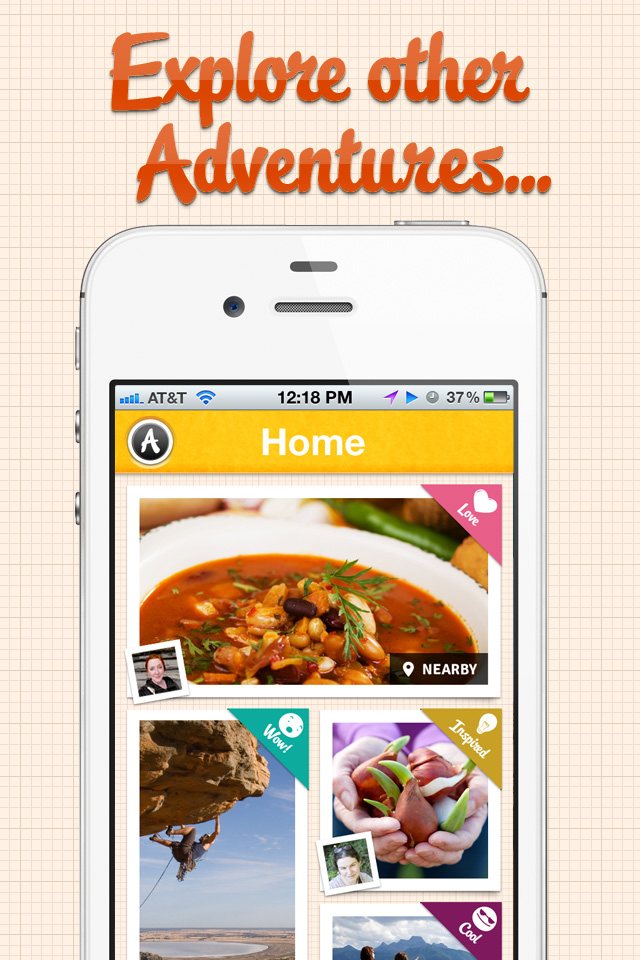 Explore other
Adventures...
AT&T 12:18 PM 37%
A Home
Love
NEARBY
Wow!
Inspired
Cool